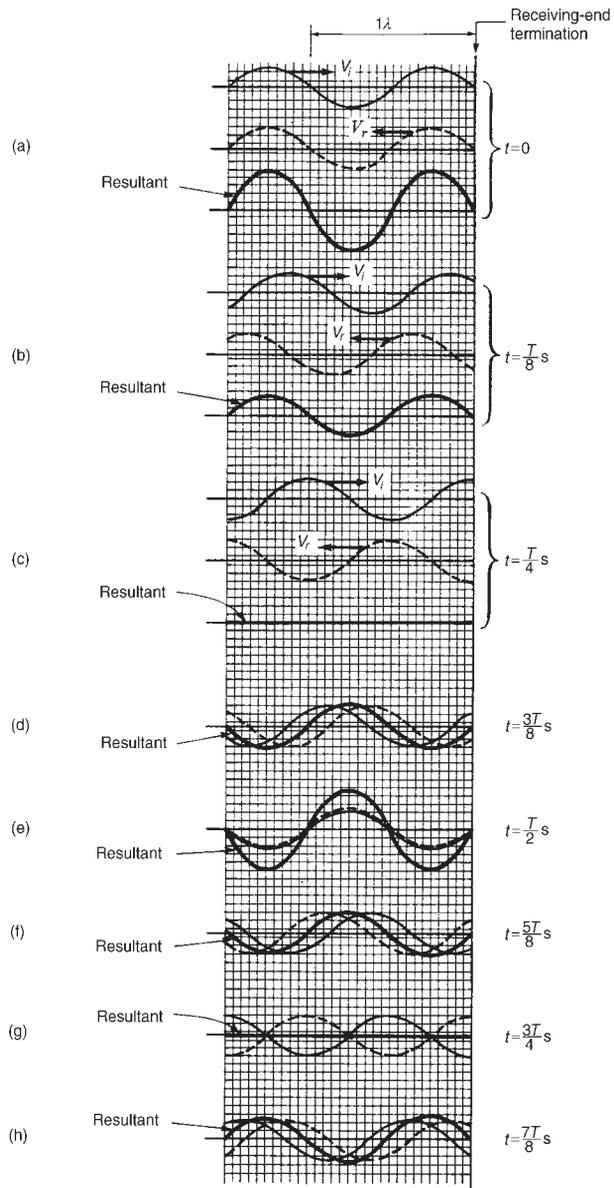 1λ
Receiving-end
termination
V_i
(a)
V_r
t=0
Resultant
V_i
(b)
V_r
t=T/8 s
Resultant
V_i
(c)
V_r
t=T/4 s
Resultant
(d)
t=3T/8 s
Resultant
(e)
t=T/2 s
Resultant
(f)
t=5T/8 s
Resultant
Resultant
(g)
t=3T/4 s
Resultant
(h)
t=7T/8 s